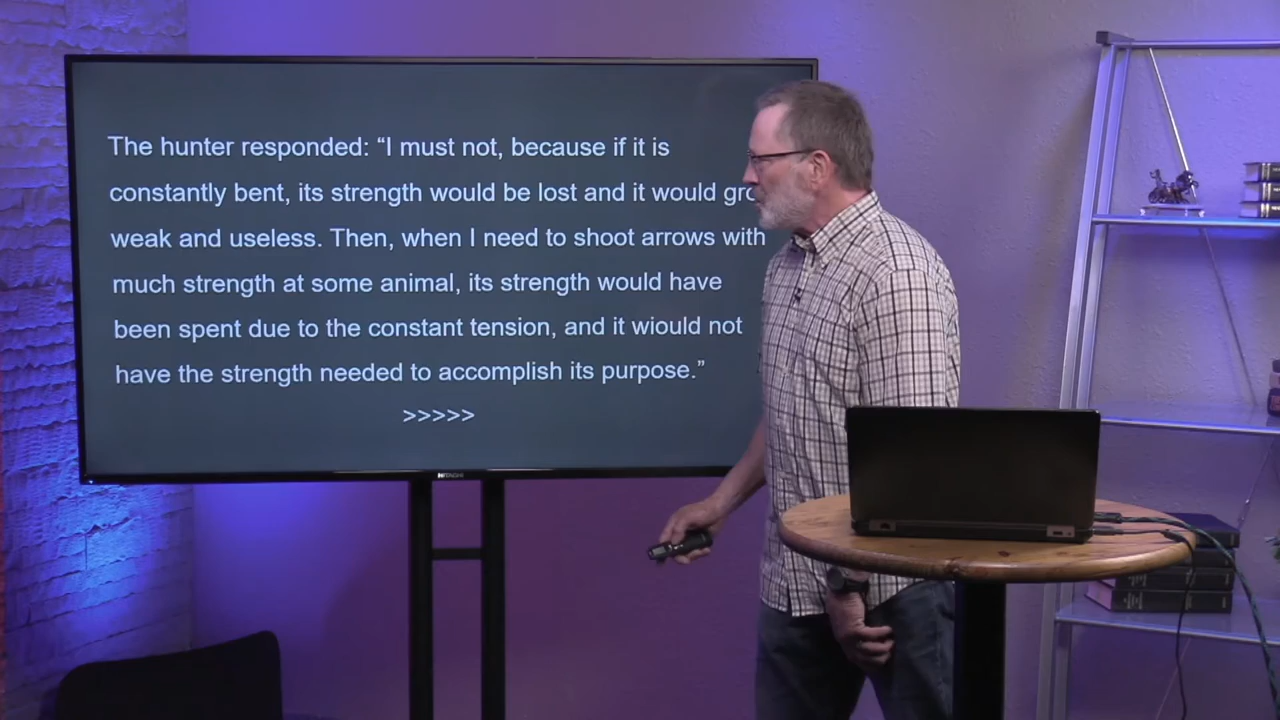 The hunter responded: “I must not, because if it is
constantly bent, its strength would be lost and it would
weak and useless. Then, when I need to shoot arrows with
much strength at some animal, its strength would have
been spent due to the constant tension, and it wiould not
have the strength needed to accomplish its purpose.”
>>>>>
HITACHI